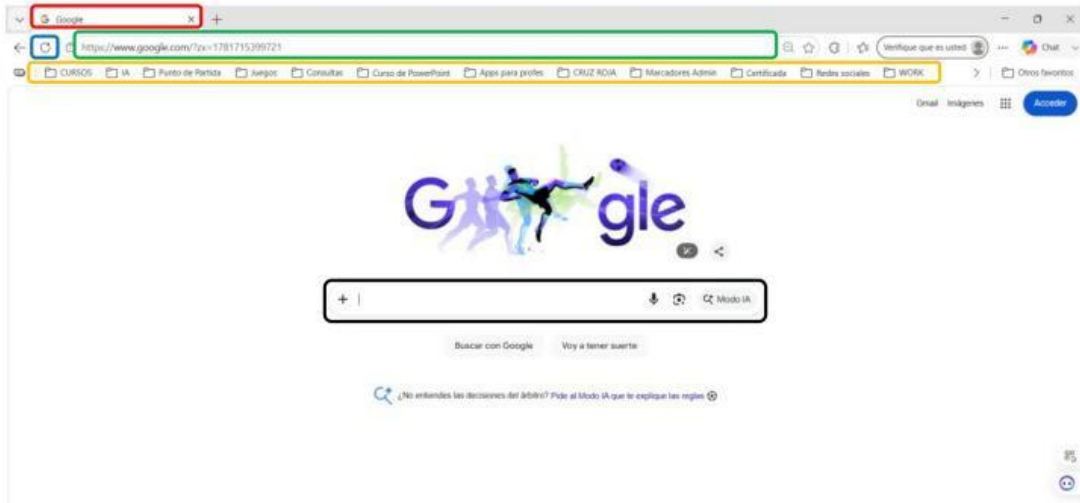 Google
https://www.google.com/?zx=1781715399721
Verifique que es usted
Chat
CURSOS IA Punto de Partida Juegos Consultas Curso de PowerPoint Apps para profes CRUZ ROJA Marcadores Admin Certificada Redes sociales WORK Otros favoritos
Gmail Imágenes Acceder
Google
Modo IA
Buscar con Google Voy a tener suerte
¿No entiendes las decisiones del árbitro? Pide al Modo IA que te explique las reglas